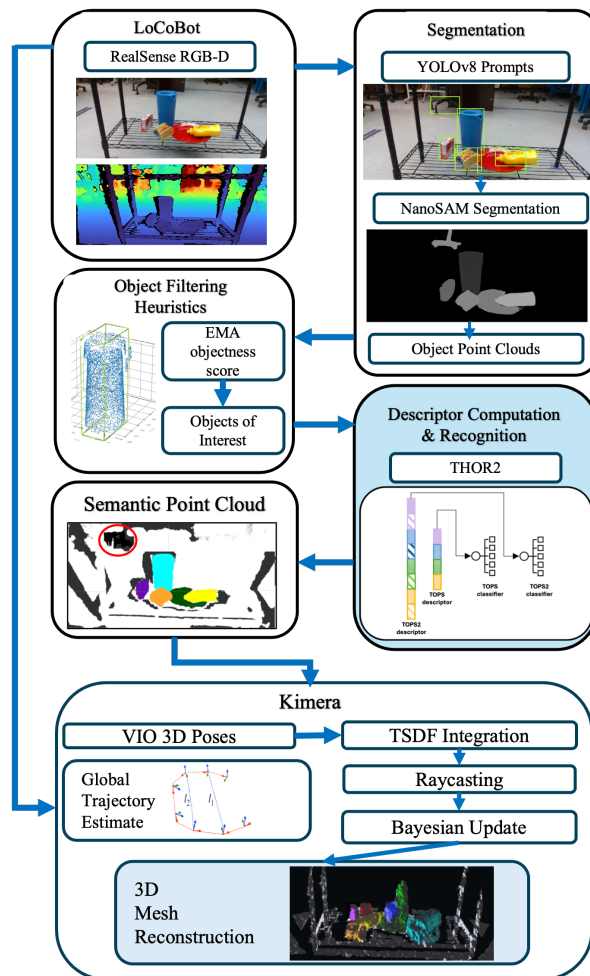 LoCoBot
RealSense RGB-D
Segmentation
YOLOv8 Prompts
NanoSAM Segmentation
Object Point Clouds
Object Filtering
Heuristics
EMA
objectness
score
Objects of
Interest
Descriptor Computation
& Recognition
THOR2
TOPS2
descriptor
TOPS
descriptor
TOPS
classifier
TOPS2
classifier
Semantic Point Cloud
Kimera
VIO 3D Poses
Global
Trajectory
Estimate
l2
l1
TSDF Integration
Raycasting
Bayesian Update
3D
Mesh
Reconstruction